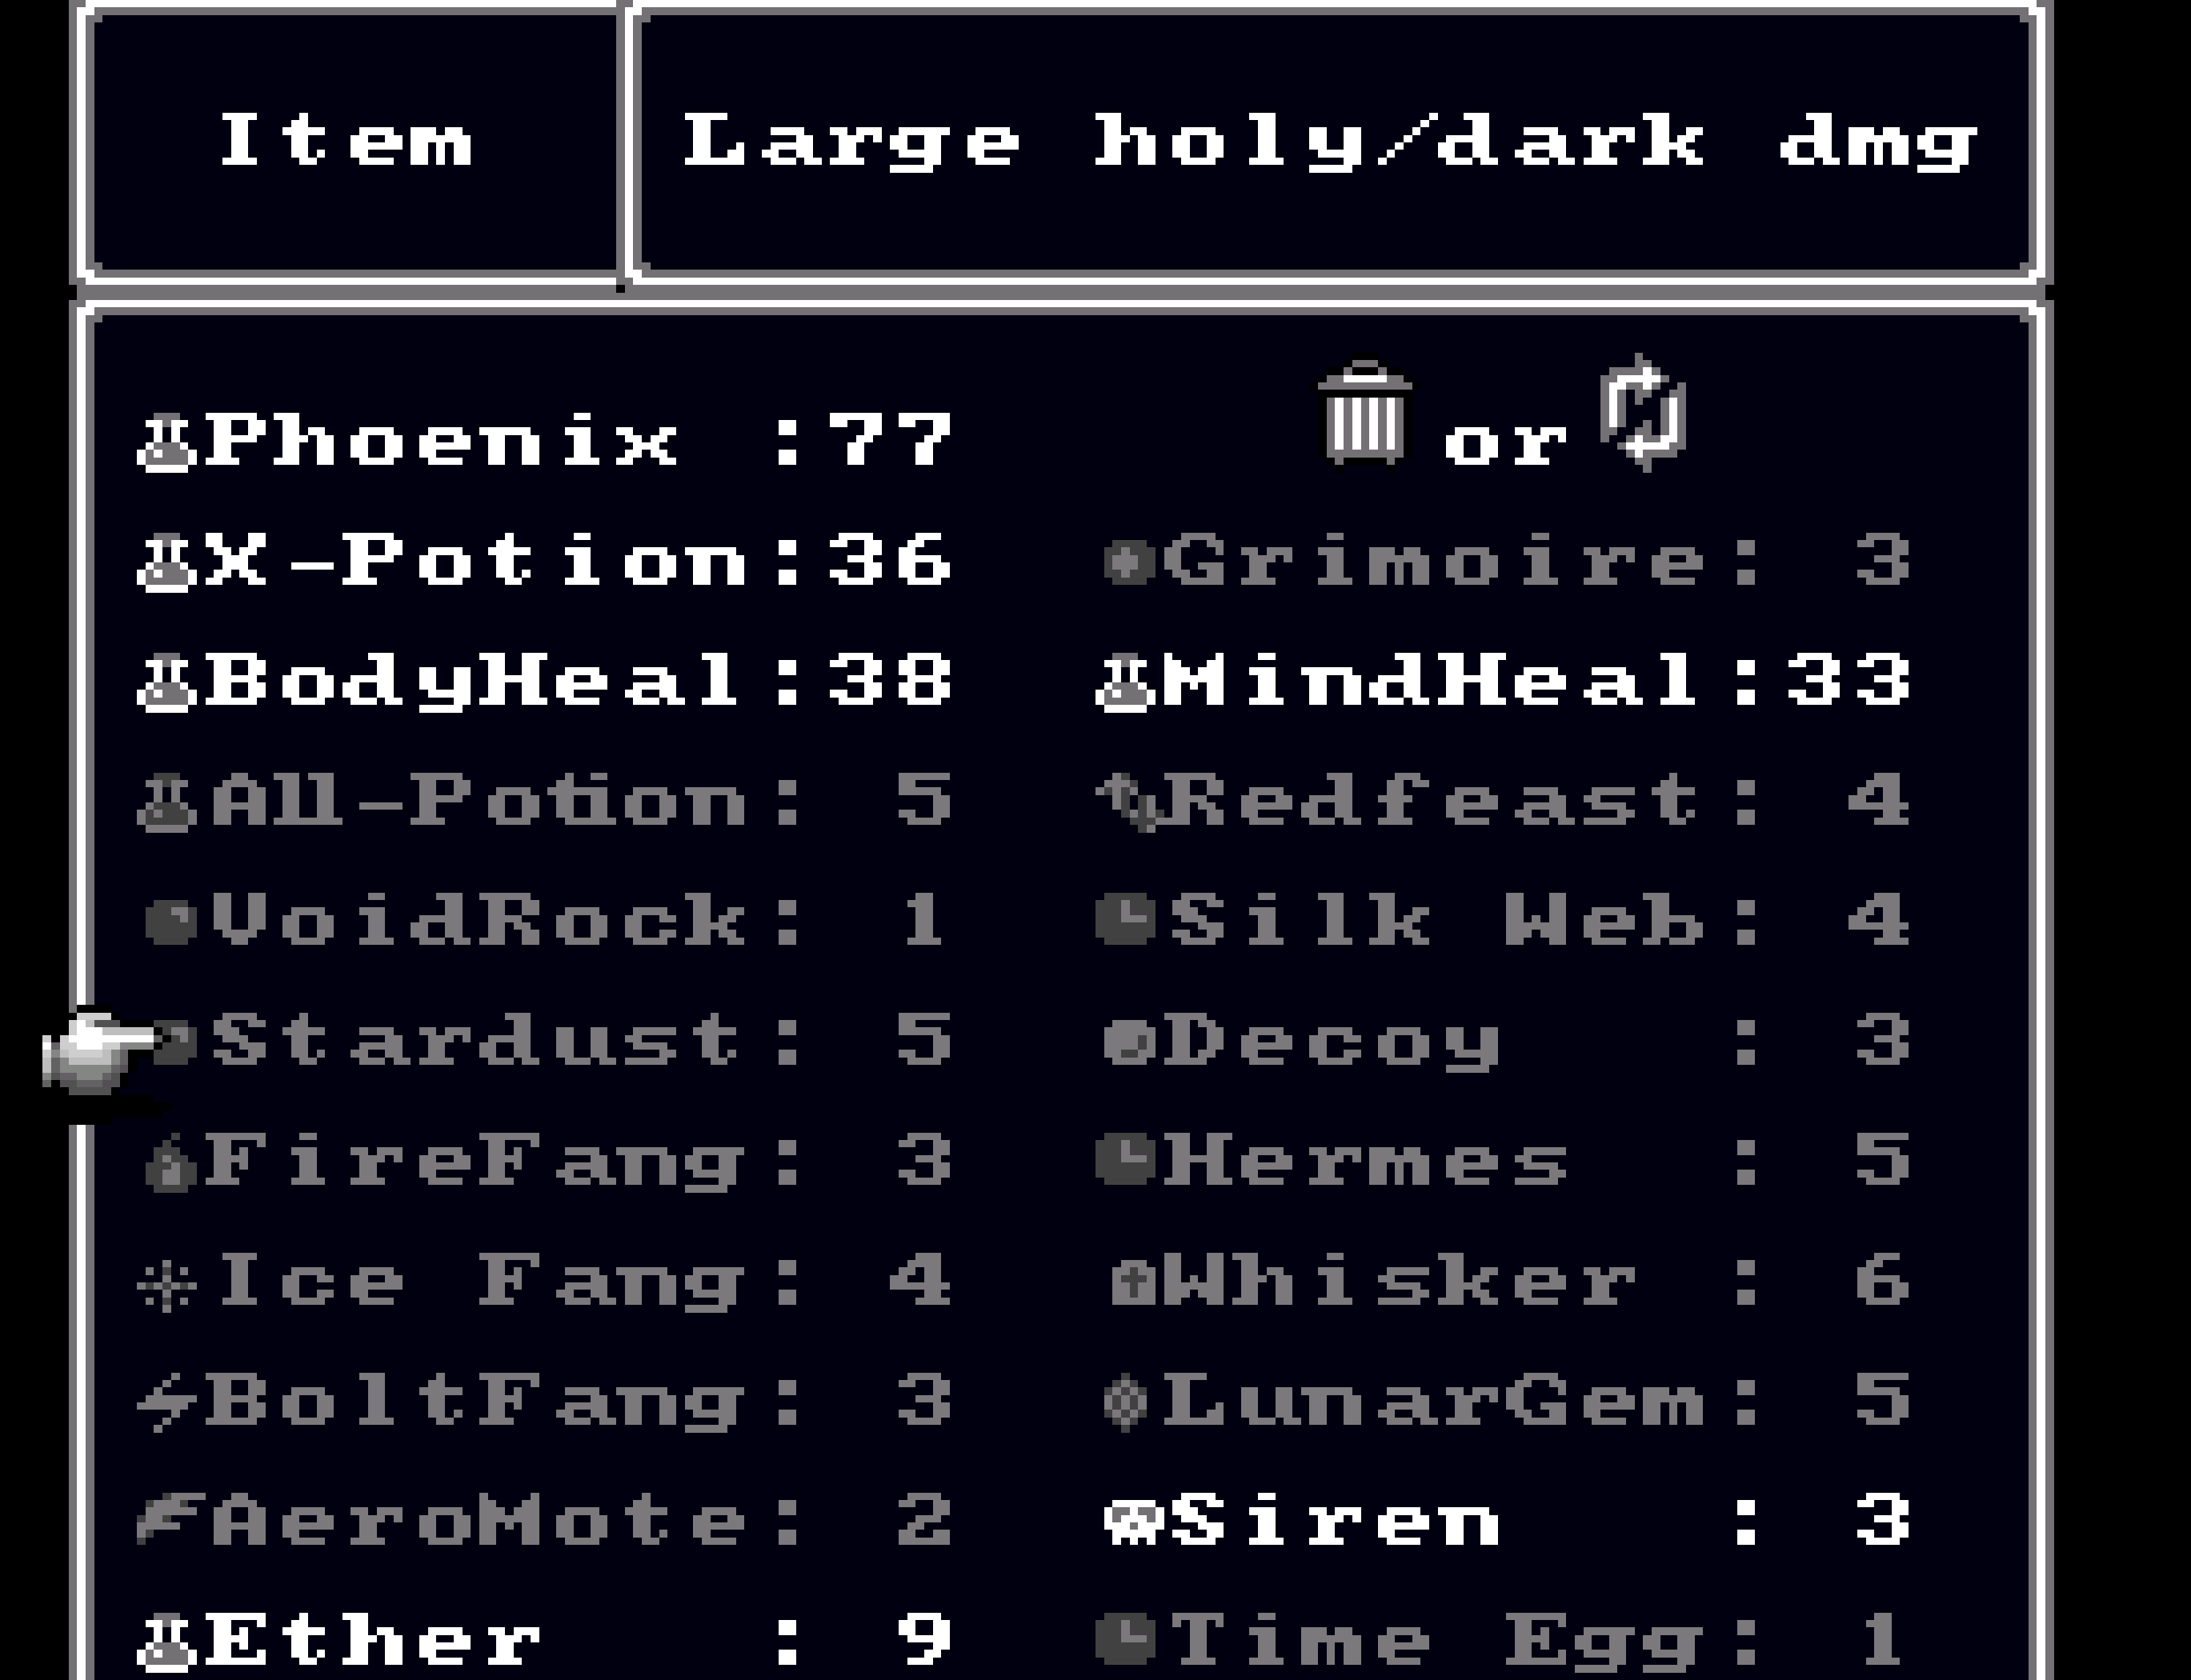 Item Large holy/dark dmg
Phoenix :77 or
X-Potion:36 Grimoire: 3
BodyHeal:38 MindHeal:33
All-Potion: 5 Redfeast: 4
VoidRock: 1 Silk Web: 4
Stardust: 5 Decoy : 3
FireFang: 3 Hermes : 5
Ice Fang: 4 Whisker : 6
BoltFang: 3 LunarGem: 5
AeroMote: 2 Siren : 3
Ether : 9 Time Egg: 1